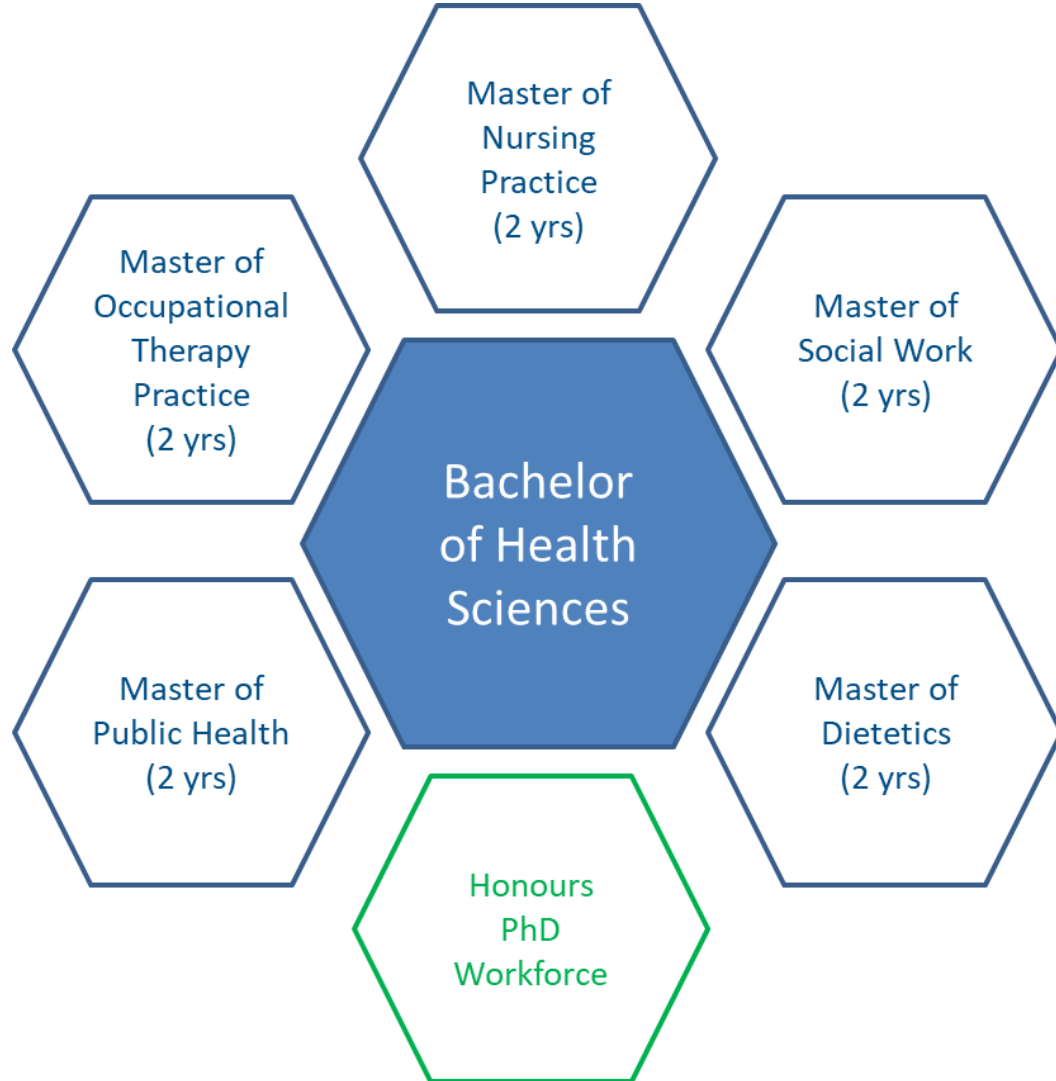 Master of
Nursing
Practice
(2 yrs)
Master of
Occupational
Therapy
Practice
(2 yrs)
Master of
Social Work
(2 yrs)
Bachelor
of Health
Sciences
Master of
Public Health
(2 yrs)
Master of
Dietetics
(2 yrs)
Honours
PhD
Workforce